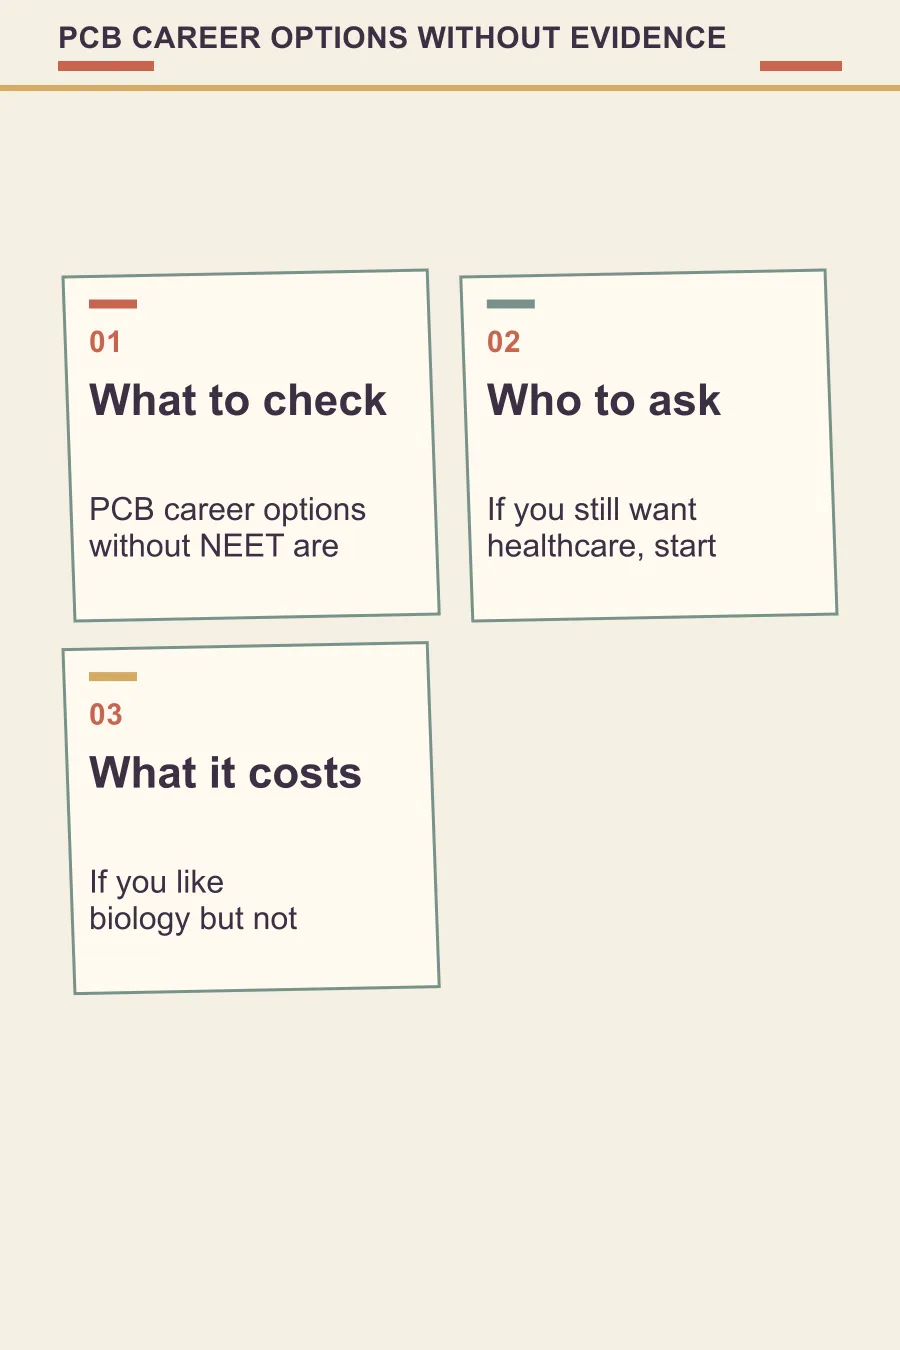 PCB CAREER OPTIONS WITHOUT EVIDENCE
01
What to check
PCB career options
without NEET are
02
Who to ask
If you still want
healthcare, start
03
What it costs
If you like
biology but not